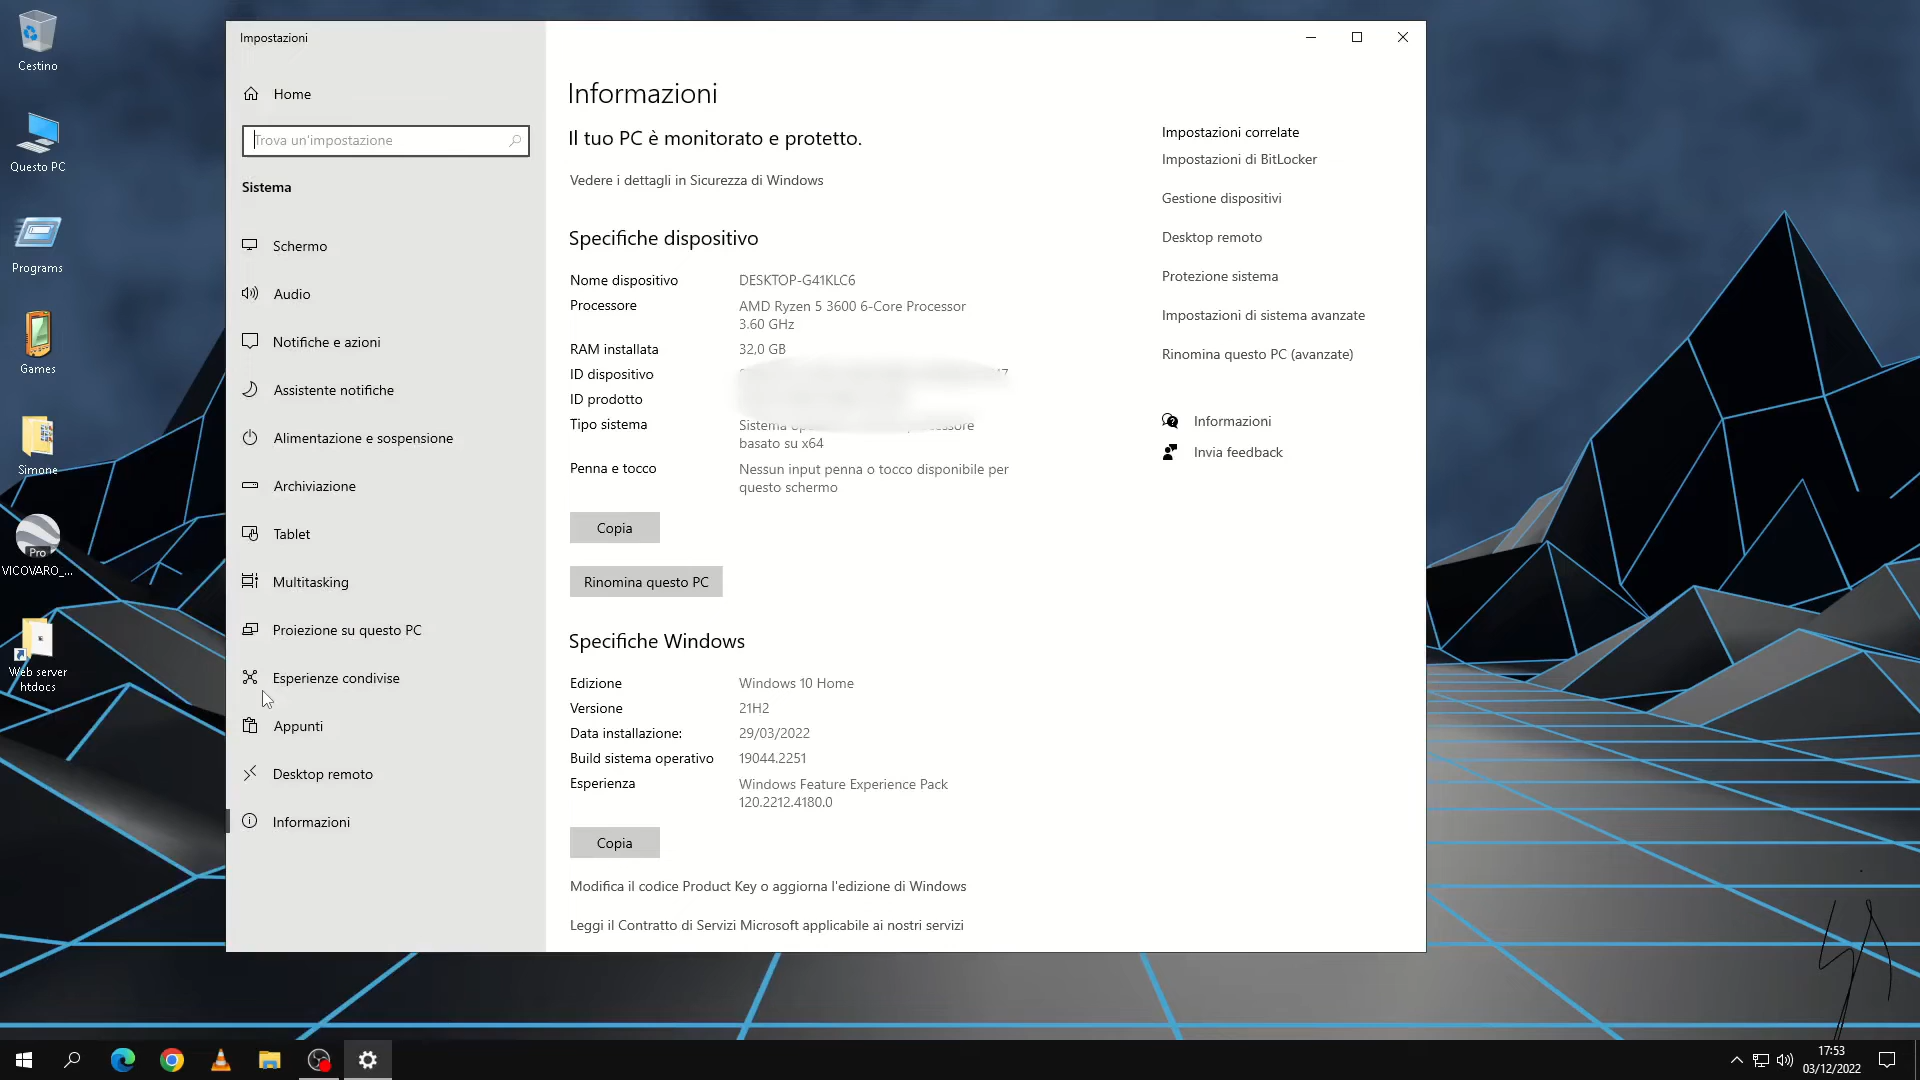 Cestino
Questo PC
Programs
Games
Simone
Pro
VICOVARO_...
Web server
htdocs
Impostazioni
Home
Trova un'impostazione
Sistema
Schermo
Audio
Notifiche e azioni
Assistente notifiche
Alimentazione e sospensione
Archiviazione
Tablet
Multitasking
Proiezione su questo PC
Esperienze condivise
Appunti
Desktop remoto
Informazioni
Informazioni
Il tuo PC è monitorato e protetto.
Vedere i dettagli in Sicurezza di Windows
Specifiche dispositivo
Nome dispositivo DESKTOP-G41KLC6
Processore AMD Ryzen 5 3600 6-Core Processor
3.60 GHz
RAM installata 32,0 GB
ID dispositivo
ID prodotto
Tipo sistema Sistema
basato su x64
Penna e tocco Nessun input penna o tocco disponibile per
questo schermo
Copia
Rinomina questo PC
Specifiche Windows
Edizione Windows 10 Home
Versione 21H2
Data installazione: 29/03/2022
Build sistema operativo 19044.2251
Esperienza Windows Feature Experience Pack
120.2212.4180.0
Copia
Modifica il codice Product Key o aggiorna l'edizione di Windows
Leggi il Contratto di Servizi Microsoft applicabile ai nostri servizi
Impostazioni correlate
Impostazioni di BitLocker
Gestione dispositivi
Desktop remoto
Protezione sistema
Impostazioni di sistema avanzate
Rinomina questo PC (avanzate)
Informazioni
Invia feedback
17:53
03/12/2022